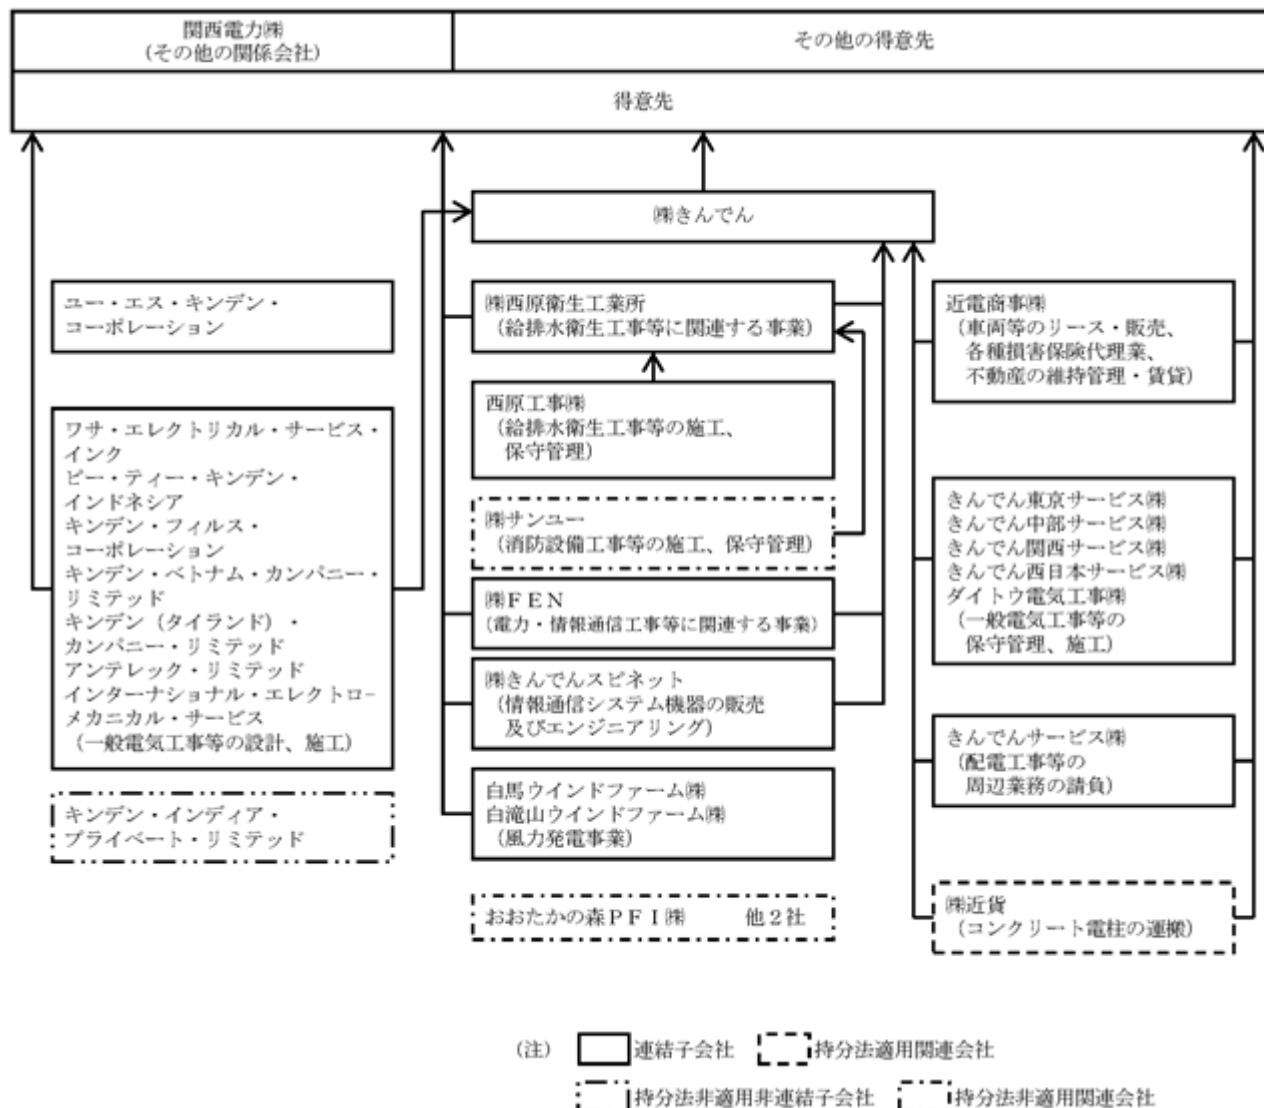 関西電力㈱
(その他の関係会社)
その他の得意先
得意先
㈱きんでん
ユー・エス・キンデン・
コーポレーション
ワサ・エレクトリカル・サービス・
インク
ピー・ティー・キンデン・
インドネシア
キンデン・フィルス・
コーポレーション
キンデン・ベトナム・カンパニー・
リミテッド
キンデン（タイランド）・
カンパニー・リミテッド
アンテレック・リミテッド
インターナショナル・エレクトロ-
メカニカル・サービス
（一般電気工事等の設計、施工）
キンデン・インディア・
プライベート・リミテッド
㈱西原衛生工業所
（給排水衛生工事等に関連する事業）
西原工事㈱
（給排水衛生工事等の施工、
保守管理）
㈱サンユー
（消防設備工事等の施工、保守管理）
㈱ＦＥＮ
（電力・情報通信工事等に関連する事業）
㈱きんでんスピネット
（情報通信システム機器の販売
及びエンジニアリング）
白馬ウインドファーム㈱
白滝山ウインドファーム㈱
（風力発電事業）
おおたかの森ＰＦＩ㈱　　他２社
近電商事㈱
（車両等のリース・販売、
各種損害保険代理業、
不動産の維持管理・賃貸）
きんでん東京サービス㈱
きんでん中部サービス㈱
きんでん関西サービス㈱
きんでん西日本サービス㈱
ダイトウ電気工事㈱
（一般電気工事等の
保守管理、施工）
きんでんサービス㈱
（配電工事等の
周辺業務の請負）
㈱近貨
（コンクリート電柱の運搬）
（注）　連結子会社　持分法適用関連会社
持分法非適用非連結子会社　持分法非適用関連会社